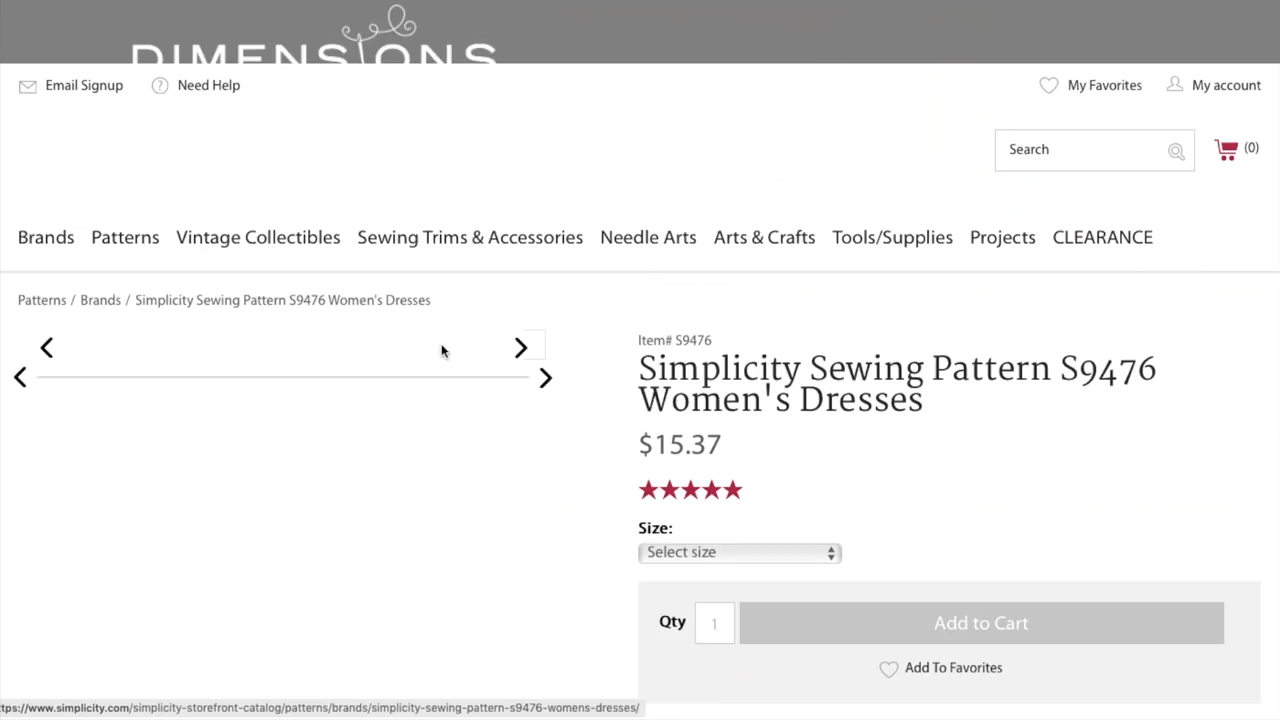 DIMENSIONS
Email Signup
Need Help
My Favorites
My account
Search
(0)
Brands Patterns Vintage Collectibles Sewing Trims & Accessories Needle Arts Arts & Crafts Tools/Supplies Projects CLEARANCE
Patterns / Brands / Simplicity Sewing Pattern S9476 Women's Dresses
Item# S9476
Simplicity Sewing Pattern S9476
Women's Dresses
$15.37
Size:
Select size
Qty 1 Add to Cart
Add To Favorites
tps://www.simplicity.com/simplicity-storefront-catalog/patterns/brands/simplicity-sewing-pattern-s9476-womens-dresses/